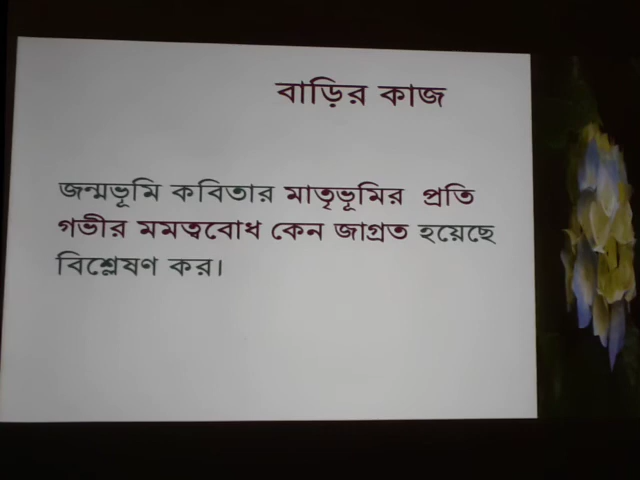 বাড়ির কাজ
জন্মভূমি কবিতার মাতৃভূমির প্রতি
গভীর মমত্ববোধ কেন জাগ্রত হয়েছে
বিশ্লেষণ কর।